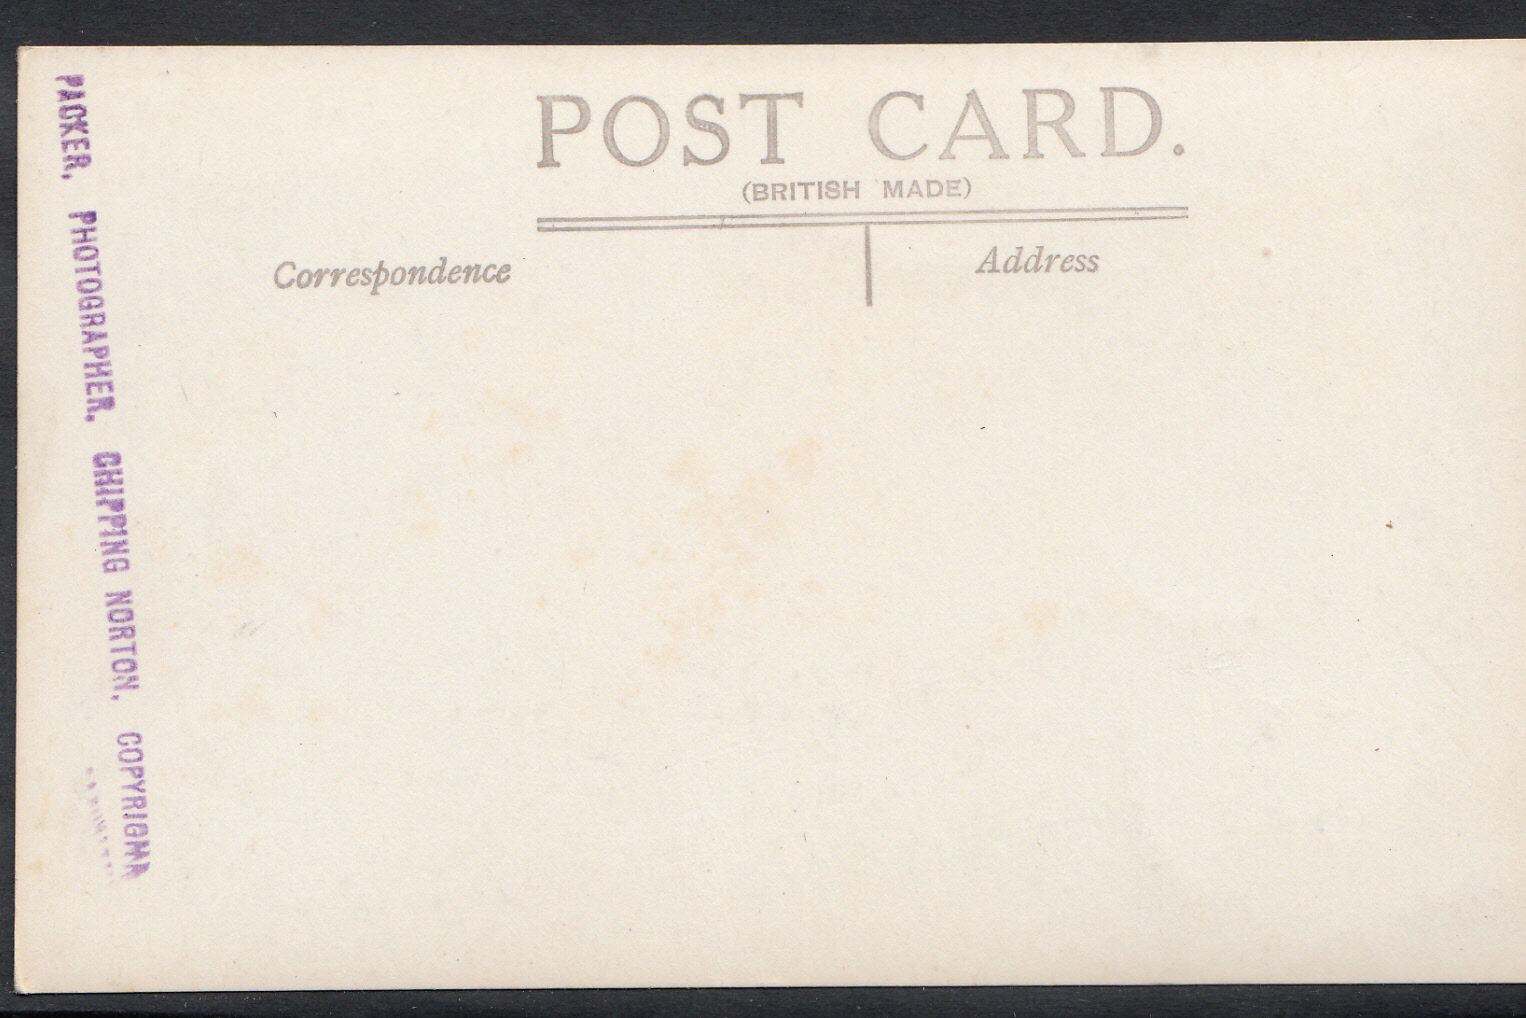 POST CARD.
(BRITISH MADE)
Correspondence
Address
PACKER, PHOTOGRAPHER, CHIPPING NORTON, COPYRIGHT